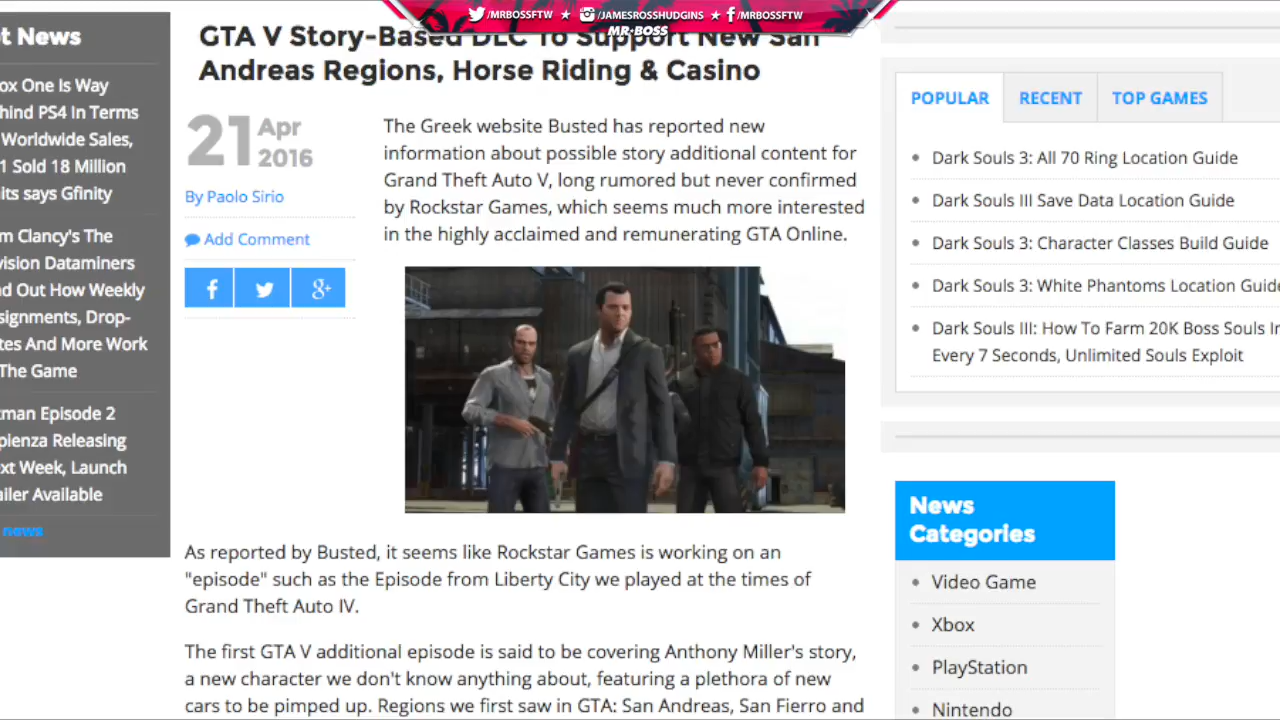 /MRBOSSFTW ★ /JAMESROSSHUDGINS ★ /MRBOSSFTW
MR BOSS
GTA V Story-Based DLC To Support New San
Andreas Regions, Horse Riding & Casino
21 Apr
2016
By Paolo Sirio
Add Comment
The Greek website Busted has reported new
information about possible story additional content for
Grand Theft Auto V, long rumored but never confirmed
by Rockstar Games, which seems much more interested
in the highly acclaimed and remunerating GTA Online.
As reported by Busted, it seems like Rockstar Games is working on an
"episode" such as the Episode from Liberty City we played at the times of
Grand Theft Auto IV.
The first GTA V additional episode is said to be covering Anthony Miller's story,
a new character we don't know anything about, featuring a plethora of new
cars to be pimped up. Regions we first saw in GTA: San Andreas, San Fierro and
ot News
ox One Is Way
hind PS4 In Terms
Worldwide Sales,
1 Sold 18 Million
its says Gfinity
m Clancy's The
vision Dataminers
d Out How Weekly
signments, Drop-
tes And More Work
The Game
tman Episode 2
pienza Releasing
ext Week, Launch
ailer Available
news
POPULAR
RECENT
TOP GAMES
Dark Souls 3: All 70 Ring Location Guide
Dark Souls III Save Data Location Guide
Dark Souls 3: Character Classes Build Guide
Dark Souls 3: White Phantoms Location Guide
Dark Souls III: How To Farm 20K Boss Souls In
Every 7 Seconds, Unlimited Souls Exploit
News
Categories
Video Game
Xbox
PlayStation
Nintendo